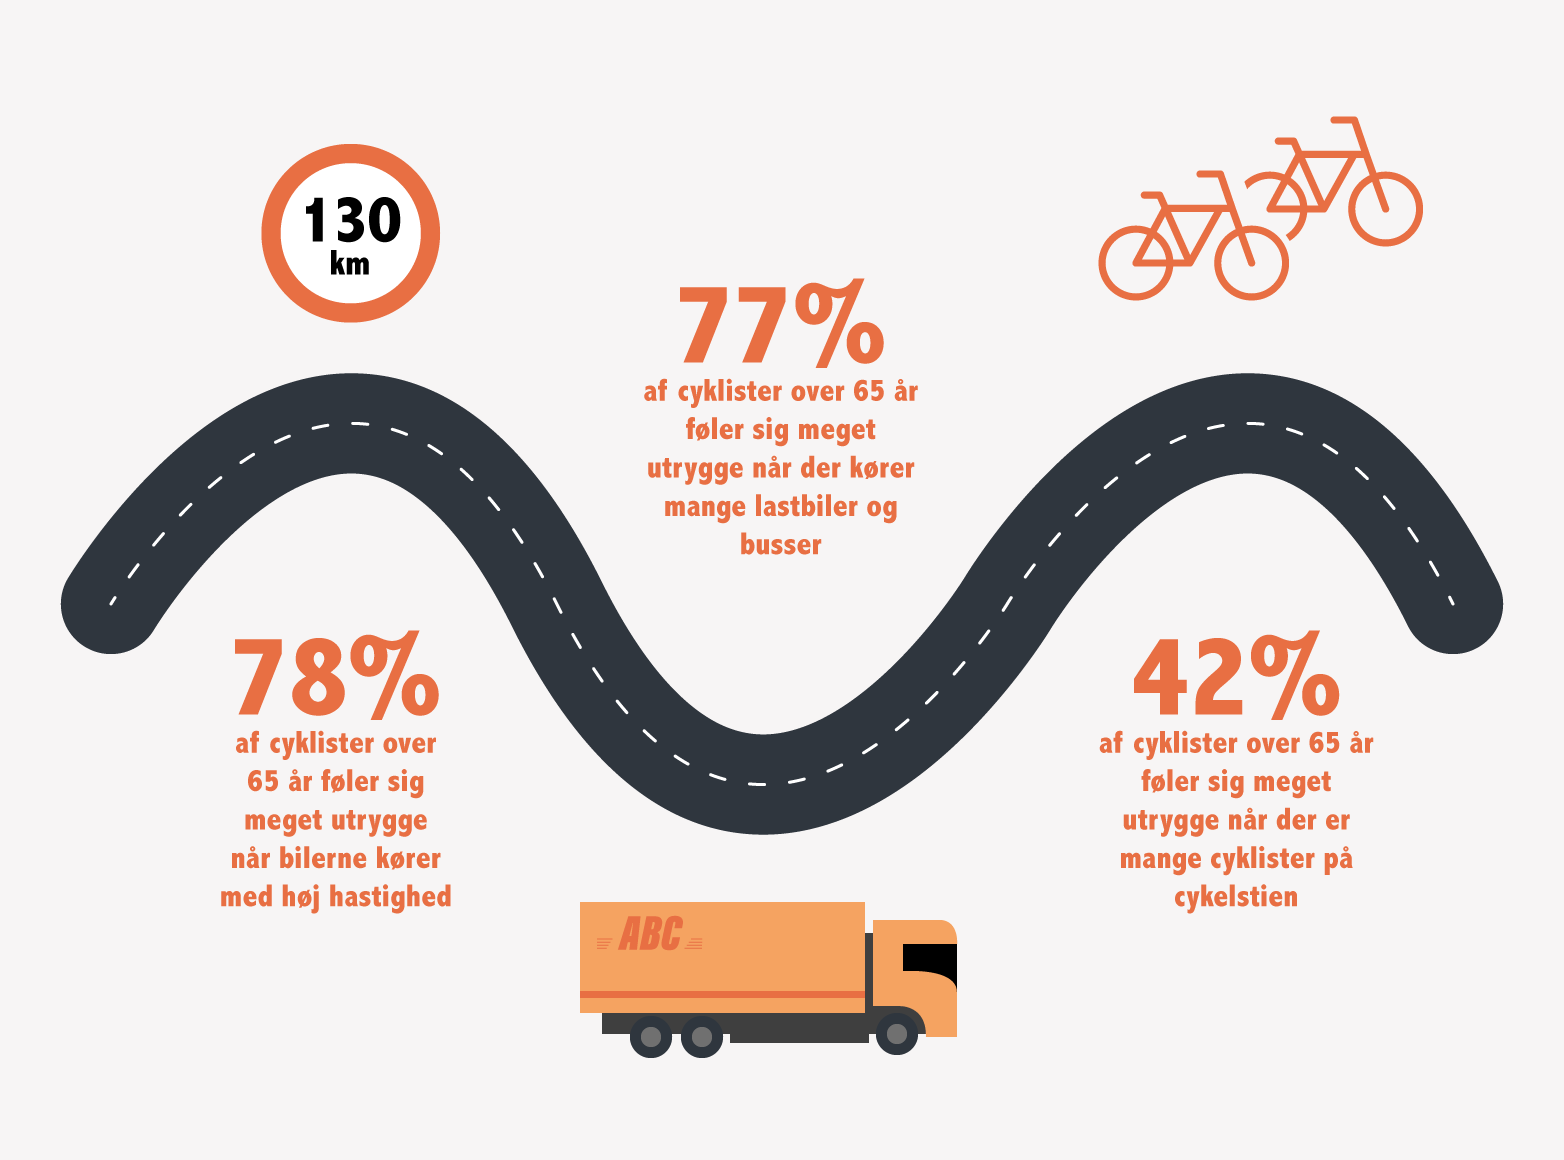 130
km
77%
af cyklister over 65 år
føler sig meget
utrygge når der kører
mange lastbiler og
busser
78%
af cyklister over
65 år føler sig
meget utrygge
når bilerne kører
med høj hastighed
42%
af cyklister over 65 år
føler sig meget
utrygge når der er
mange cyklister på
cykelstien
ABC